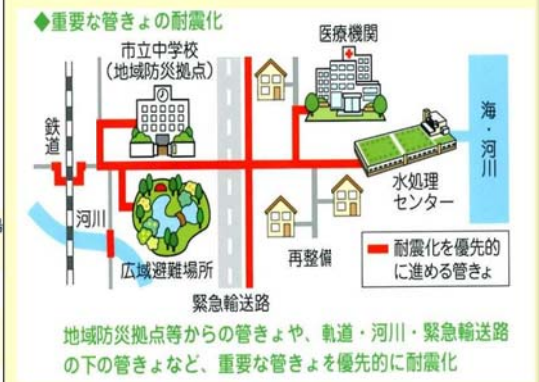 ◆重要な管きょの耐震化
市立中学校
(地域防災拠点)
医療機関
鉄道
海・河川
水処理
センター
河川
広域避難場所
再整備
耐震化を優先的
に進める管きょ
緊急輸送路
地域防災拠点等からの管きょや、軌道・河川・緊急輸送路
の下の管きょなど、重要な管きょを優先的に耐震化